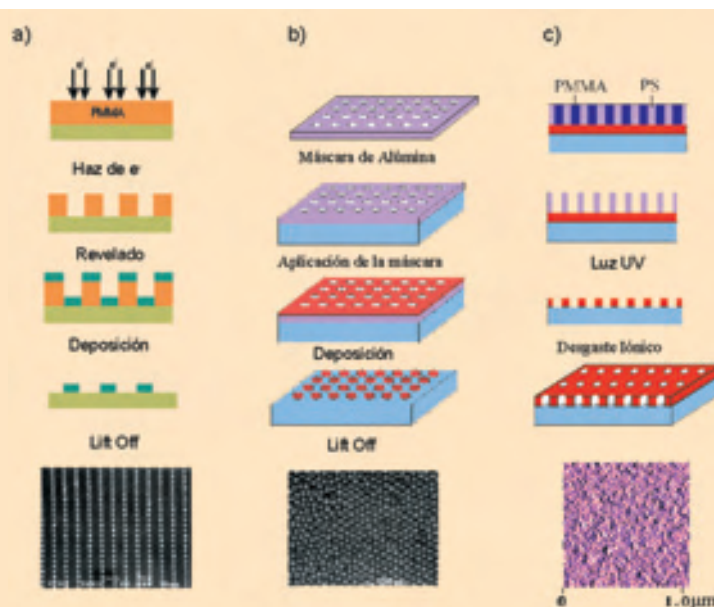 a)
PMMA
Haz de e⁻
Revelado
Deposición
Lift Off
b)
Máscara de Alúmina
Aplicación de la máscara
Deposición
Lift Off
c)
PMMA PS
Luz UV
Desgaste Iónico
0 1.0µm